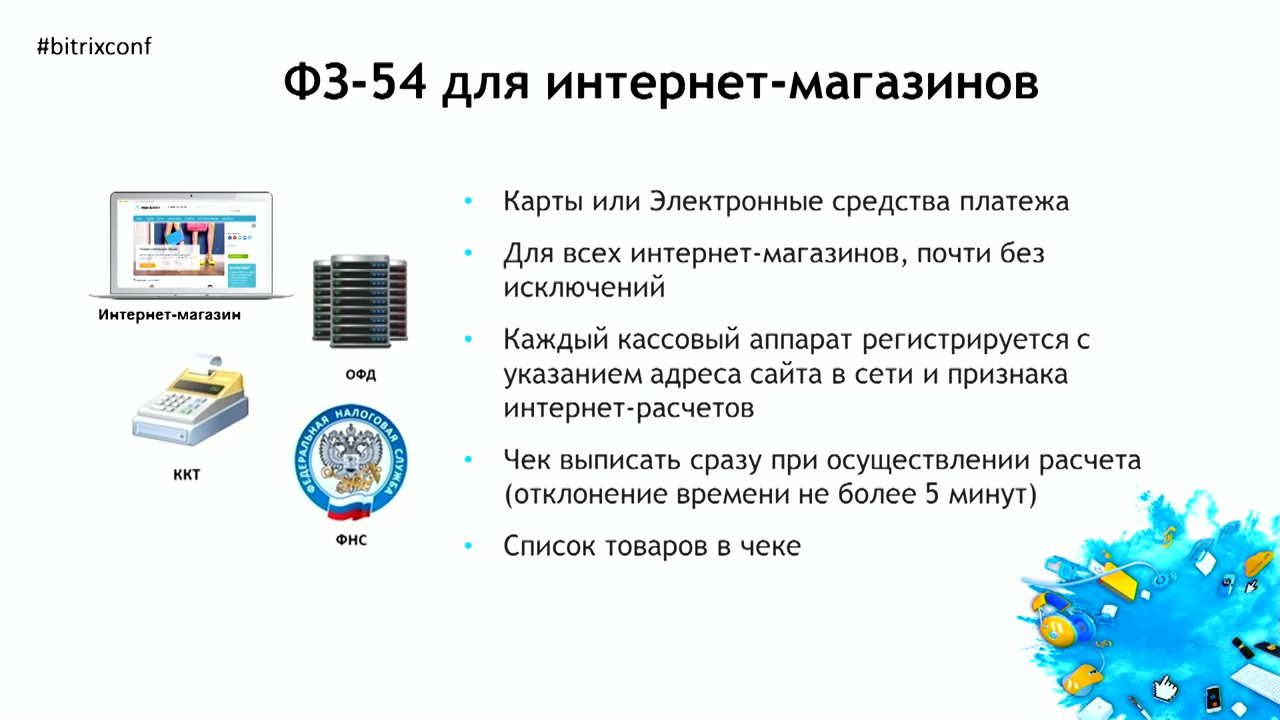 #bitrixconf
ФЗ-54 для интернет-магазинов
Интернет-магазин
ОФД
ККТ
ФЕДЕРАЛЬНАЯ НАЛОГОВАЯ СЛУЖБА
ФНС
• Карты или Электронные средства платежа
• Для всех интернет-магазинов, почти без
исключений
• Каждый кассовый аппарат регистрируется с
указанием адреса сайта в сети и признака
интернет-расчетов
• Чек выписать сразу при осуществлении расчета
(отклонение времени не более 5 минут)
• Список товаров в чеке